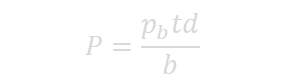 P = \frac{p_b t d}{b}